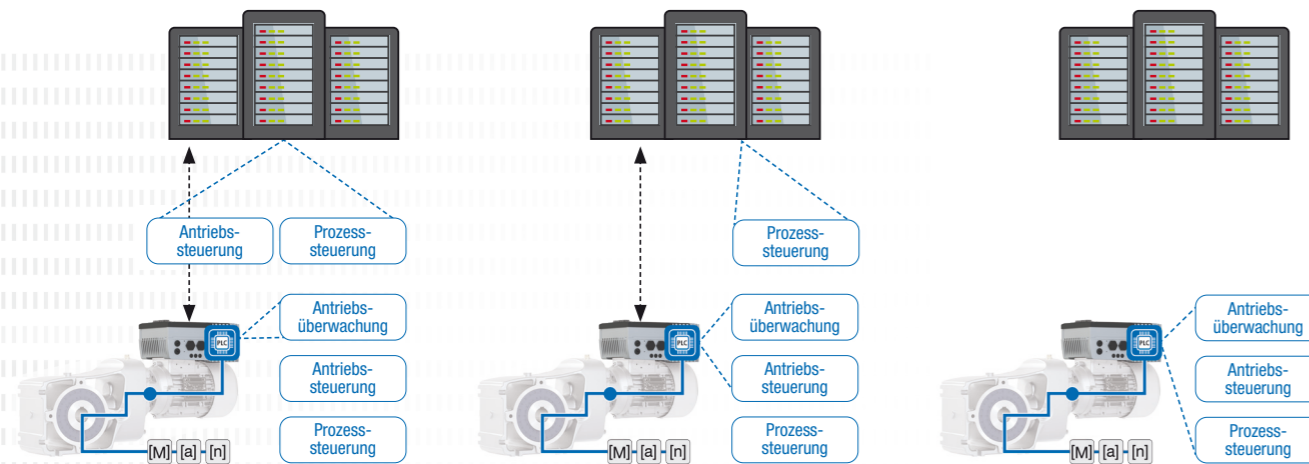 Antriebs-
steuerung
Prozess-
steuerung
PLC
Antriebs-
überwachung
Antriebs-
steuerung
Prozess-
steuerung
[M] [a] [n]
Prozess-
steuerung
PLC
Antriebs-
überwachung
Antriebs-
steuerung
Prozess-
steuerung
[M] [a] [n]
PLC
Antriebs-
überwachung
Antriebs-
steuerung
Prozess-
steuerung
[M] [a] [n]